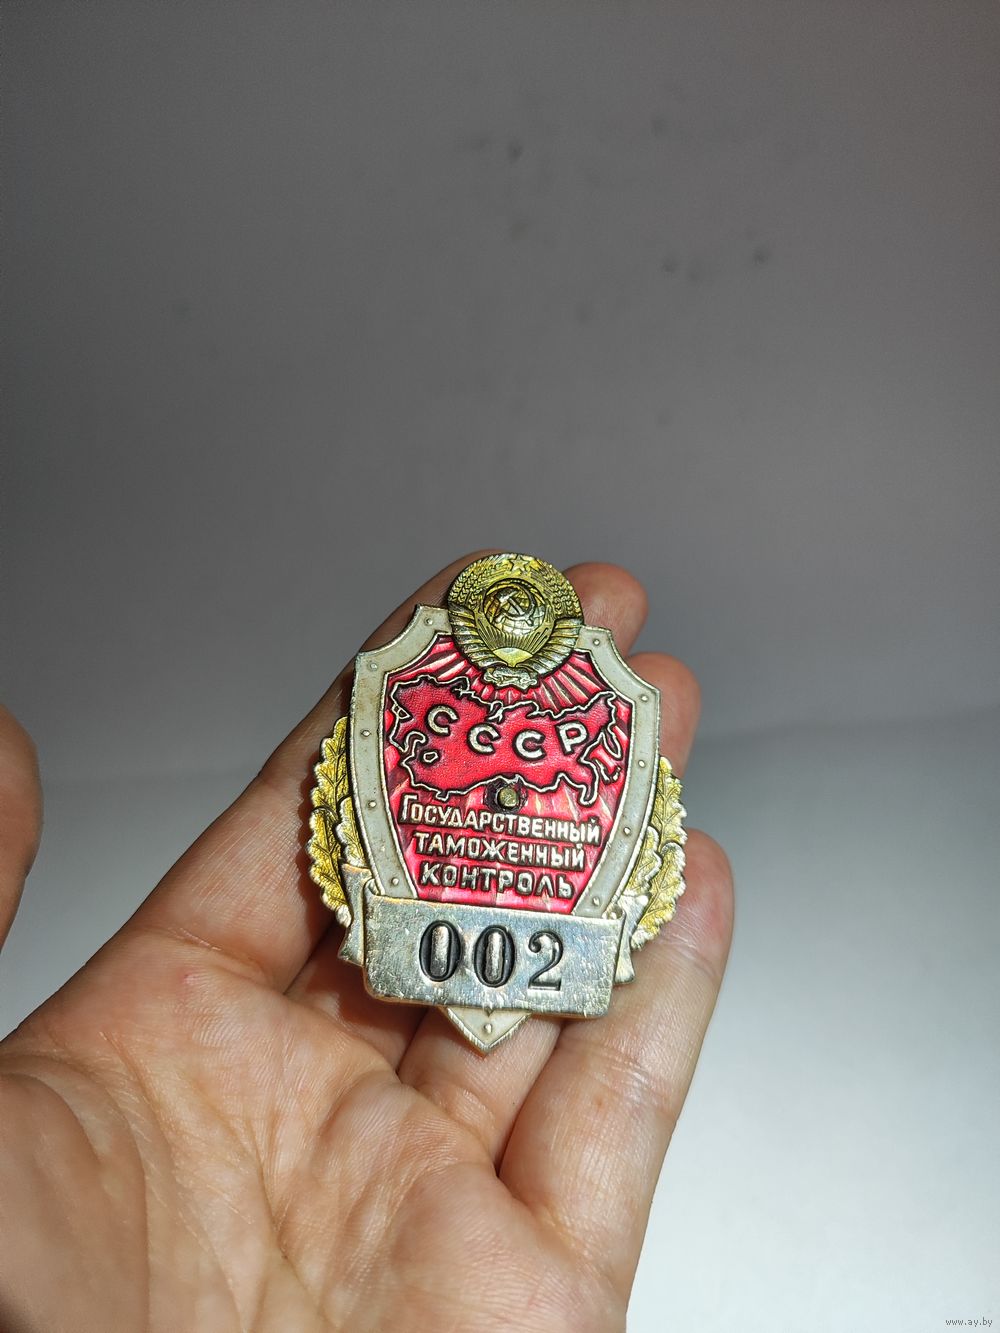 СССР
Государственный
таможенный
контроль
002
www.ay.by